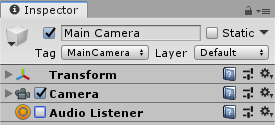 Inspector
Main Camera Static
Tag MainCamera Layer Default
Transform
Camera
Audio Listener